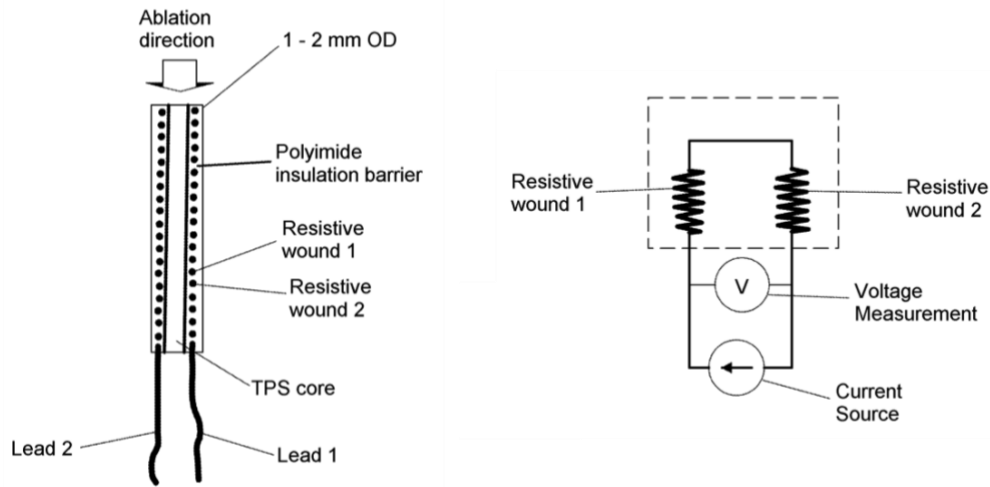 Ablation
direction
1 - 2 mm OD
Polyimide
insulation barrier
Resistive
wound 1
Resistive
wound 2
TPS core
Lead 2
Lead 1
Resistive
wound 1
Resistive
wound 2
V
Voltage
Measurement
Current
Source